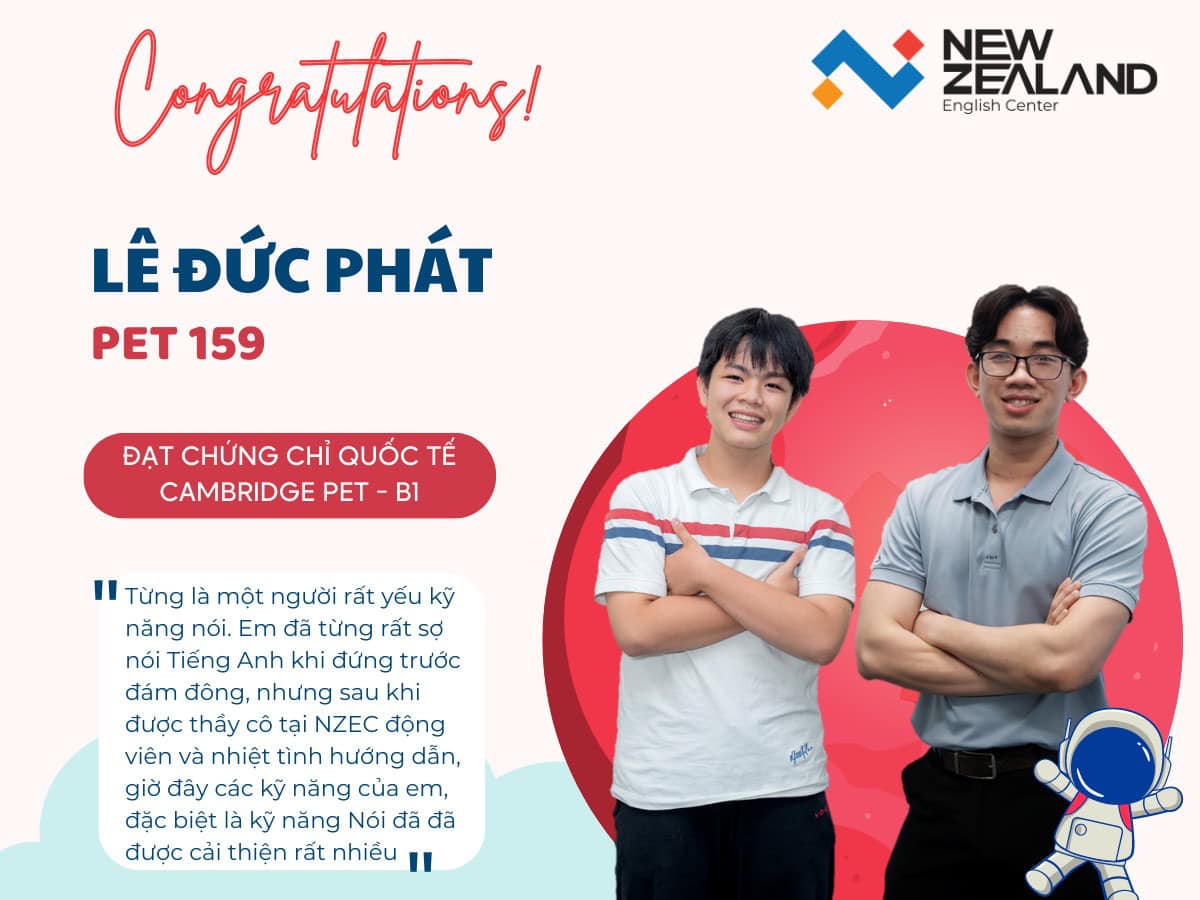 Congratulations!
NEW
ZEALAND
English Center
LÊ ĐỨC PHÁT
PET 159
ĐẠT CHỨNG CHỈ QUỐC TẾ
CAMBRIDGE PET - B1
"Từng là một người rất yếu kỹ
năng nói. Em đã từng rất sợ
nói Tiếng Anh khi đứng trước
đám đông, nhưng sau khi
được thầy cô tại NZEC động
viên và nhiệt tình hướng dẫn,
giờ đây các kỹ năng của em,
đặc biệt là kỹ năng Nói đã đã
được cải thiện rất nhiều"